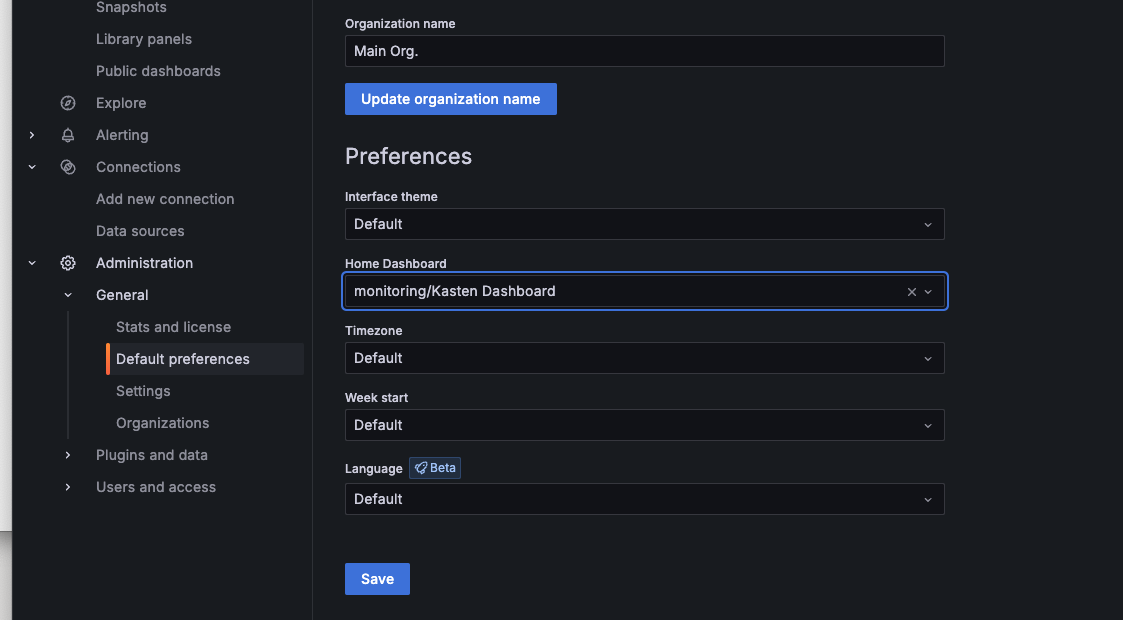 Snapshots
Library panels
Public dashboards
Explore
Alerting
Connections
Add new connection
Data sources
Administration
General
Stats and license
Default preferences
Settings
Organizations
Plugins and data
Users and access
Organization name
Main Org.
Update organization name
Preferences
Interface theme
Default
Home Dashboard
monitoring/Kasten Dashboard
Timezone
Default
Week start
Default
Language Beta
Default
Save